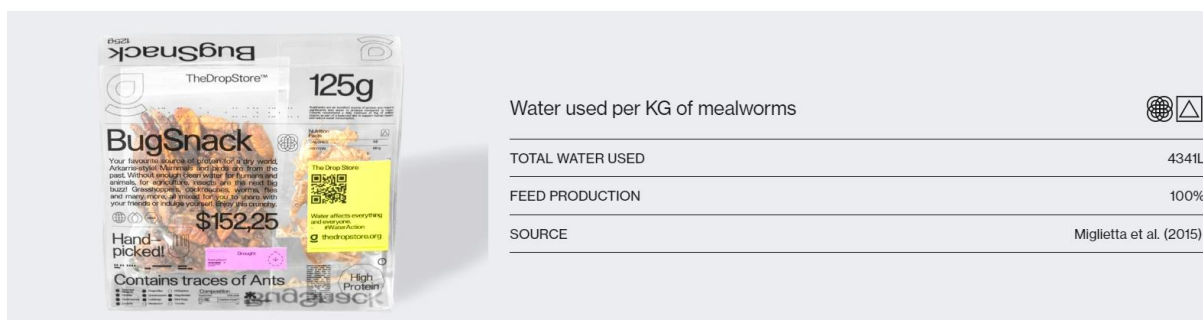 125g
BugSnack
TheDropStore™
125g
BugSnack
Nutrition
Facts
Your favourite source of protein for a dry world,
Arkansas-style! Mammals and birds are from the
past. Without enough clean water for humans and
animals, for agriculture, insects are the next big
buzz! Grasshoppers, cockroaches, worms, flies
and many more, all mixed for you to share with
your friends or indulge yourself. Enjoy this crunchy.
The Drop Store
Water affects everything
and everyone.
#WaterAction
thedropstore.org
$152,25
Hand-
picked!
Drought
Contains traces of Ants
High
Protein
Composition
BugSnack
Water used per KG of mealworms
TOTAL WATER USED 4341L
FEED PRODUCTION 100%
SOURCE Miglietta et al. (2015)